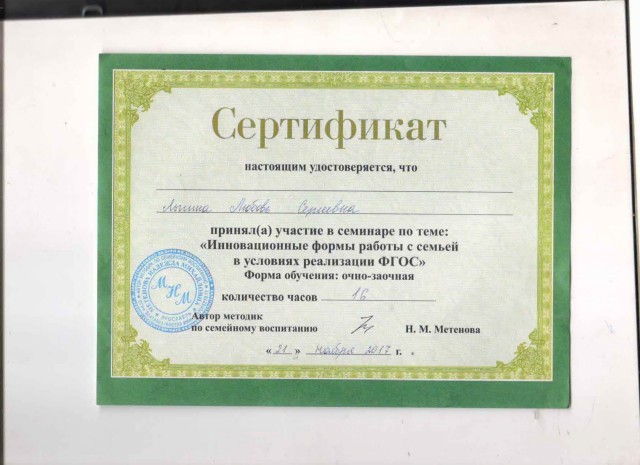 Сертификат
настоящим удостоверяется, что
Любовь Сергеевна
принял(а) участие в семинаре по теме:
«Инновационные формы работы с семьей
в условиях реализации ФГОС»
Форма обучения: очно-заочная
количество часов 16
МНМ
Автор методик
по семейному воспитанию
Н. М. Метенова
« 21 » ноября 2017 г.